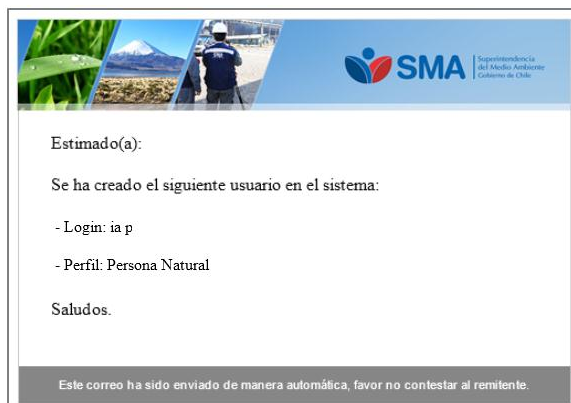 SMA
Superintendencia
del Medio Ambiente
Gobierno de Chile
Estimado(a):
Se ha creado el siguiente usuario en el sistema:
- Login: ia p
- Perfil: Persona Natural
Saludos.
Este correo ha sido enviado de manera automática, favor no contestar al remitente.